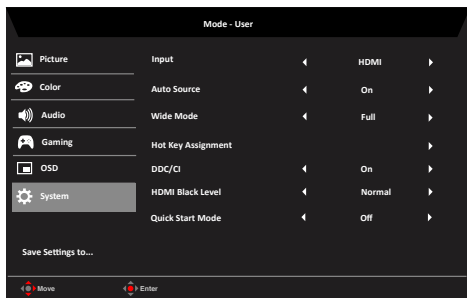 Mode - User
Picture
Input HDMI
Color
Auto Source On
Audio
Wide Mode Full
Gaming
Hot Key Assignment
OSD
DDC/CI On
System
HDMI Black Level Normal
Quick Start Mode Off
Save Settings to...
Move Enter